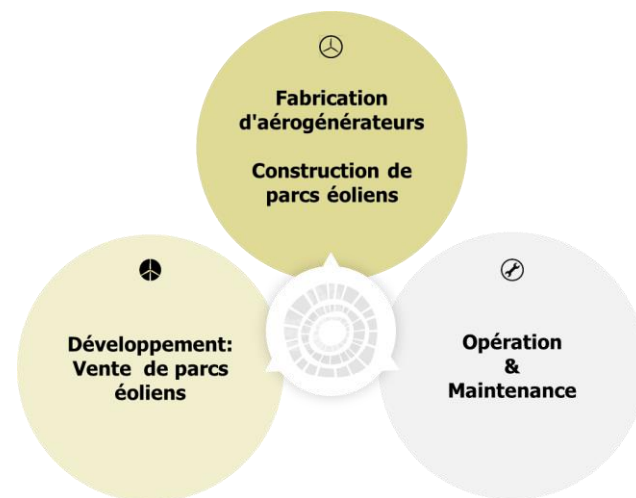 Fabrication
d'aérogénérateurs
Construction de
parcs éoliens
Développement:
Vente de parcs
éoliens
Opération
&
Maintenance